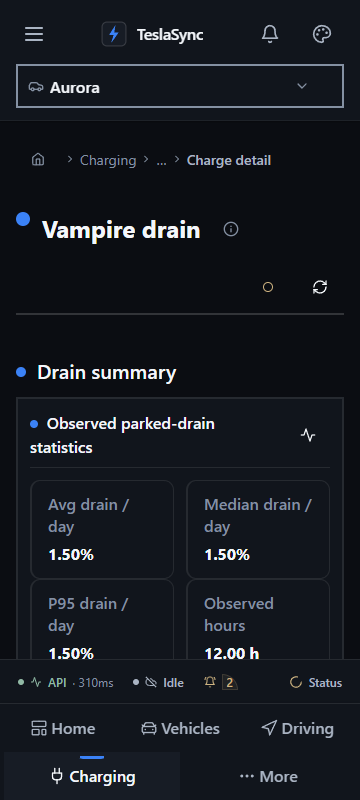 TeslaSync
Aurora
Charging ... Charge detail
Vampire drain
Drain summary
Observed parked-drain
statistics
Avg drain /
day
1.50%
Median drain /
day
1.50%
P95 drain /
day
1.50%
Observed
hours
12.00 h
API · 310ms Idle 2 Status
Home Vehicles Driving
Charging More